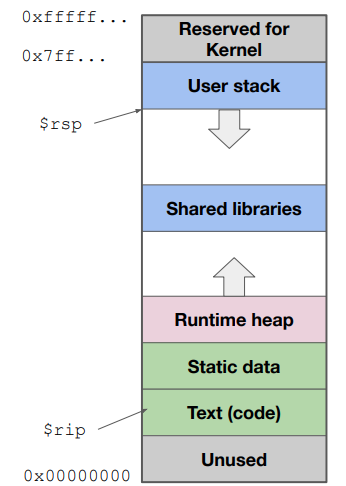 0xfffff...
Reserved for
Kernel
0x7ff...
User stack
$rsp
Shared libraries
Runtime heap
Static data
Text (code)
$rip
Unused
0x00000000